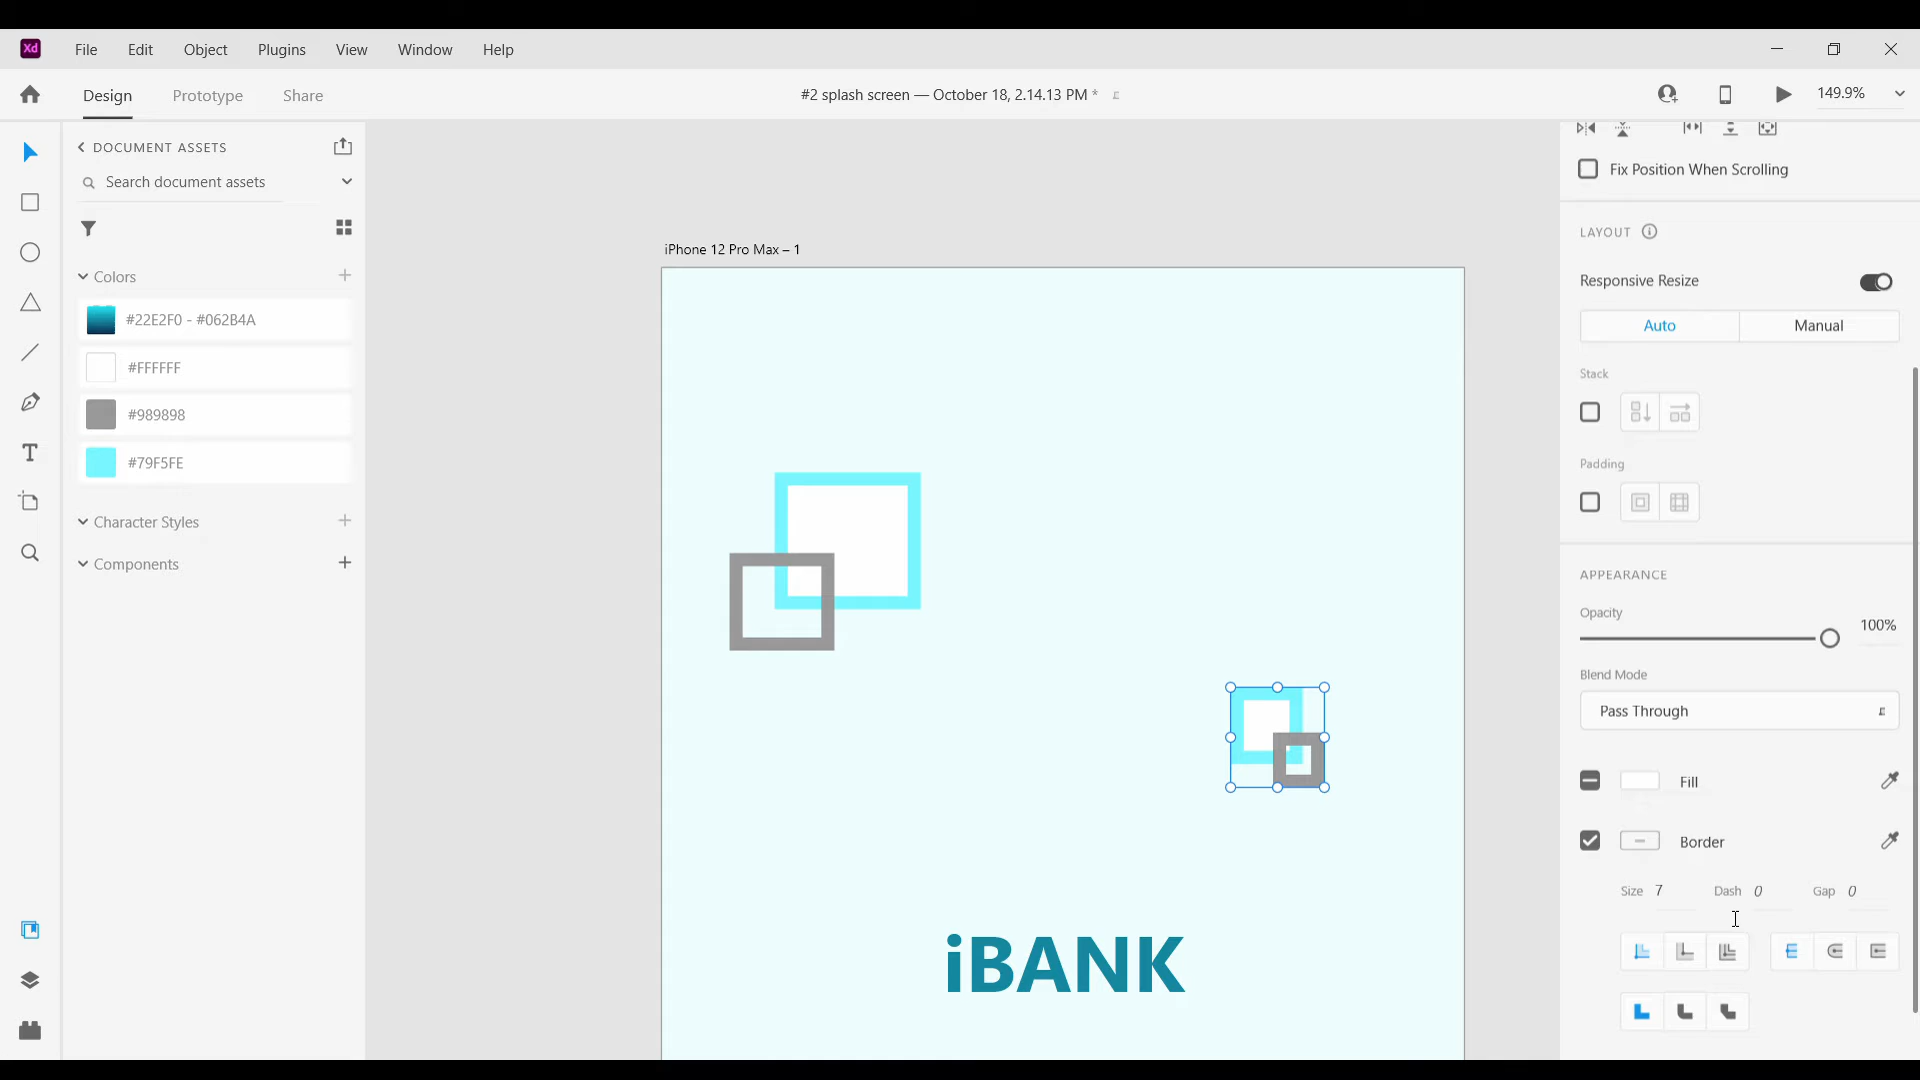 Xd File Edit Object Plugins View Window Help
Design Prototype Share #2 splash screen — October 18, 2.14.13 PM * 149.9%
DOCUMENT ASSETS
Search document assets
Colors
#22E2F0 - #062B4A
#FFFFFF
#989898
#79F5FE
Character Styles
Components
iPhone 12 Pro Max – 1
iBANK
Fix Position When Scrolling
LAYOUT
Responsive Resize
Auto Manual
Stack
Padding
APPEARANCE
Opacity
100%
Blend Mode
Pass Through
Fill
Border
Size 7 Dash 0 Gap 0